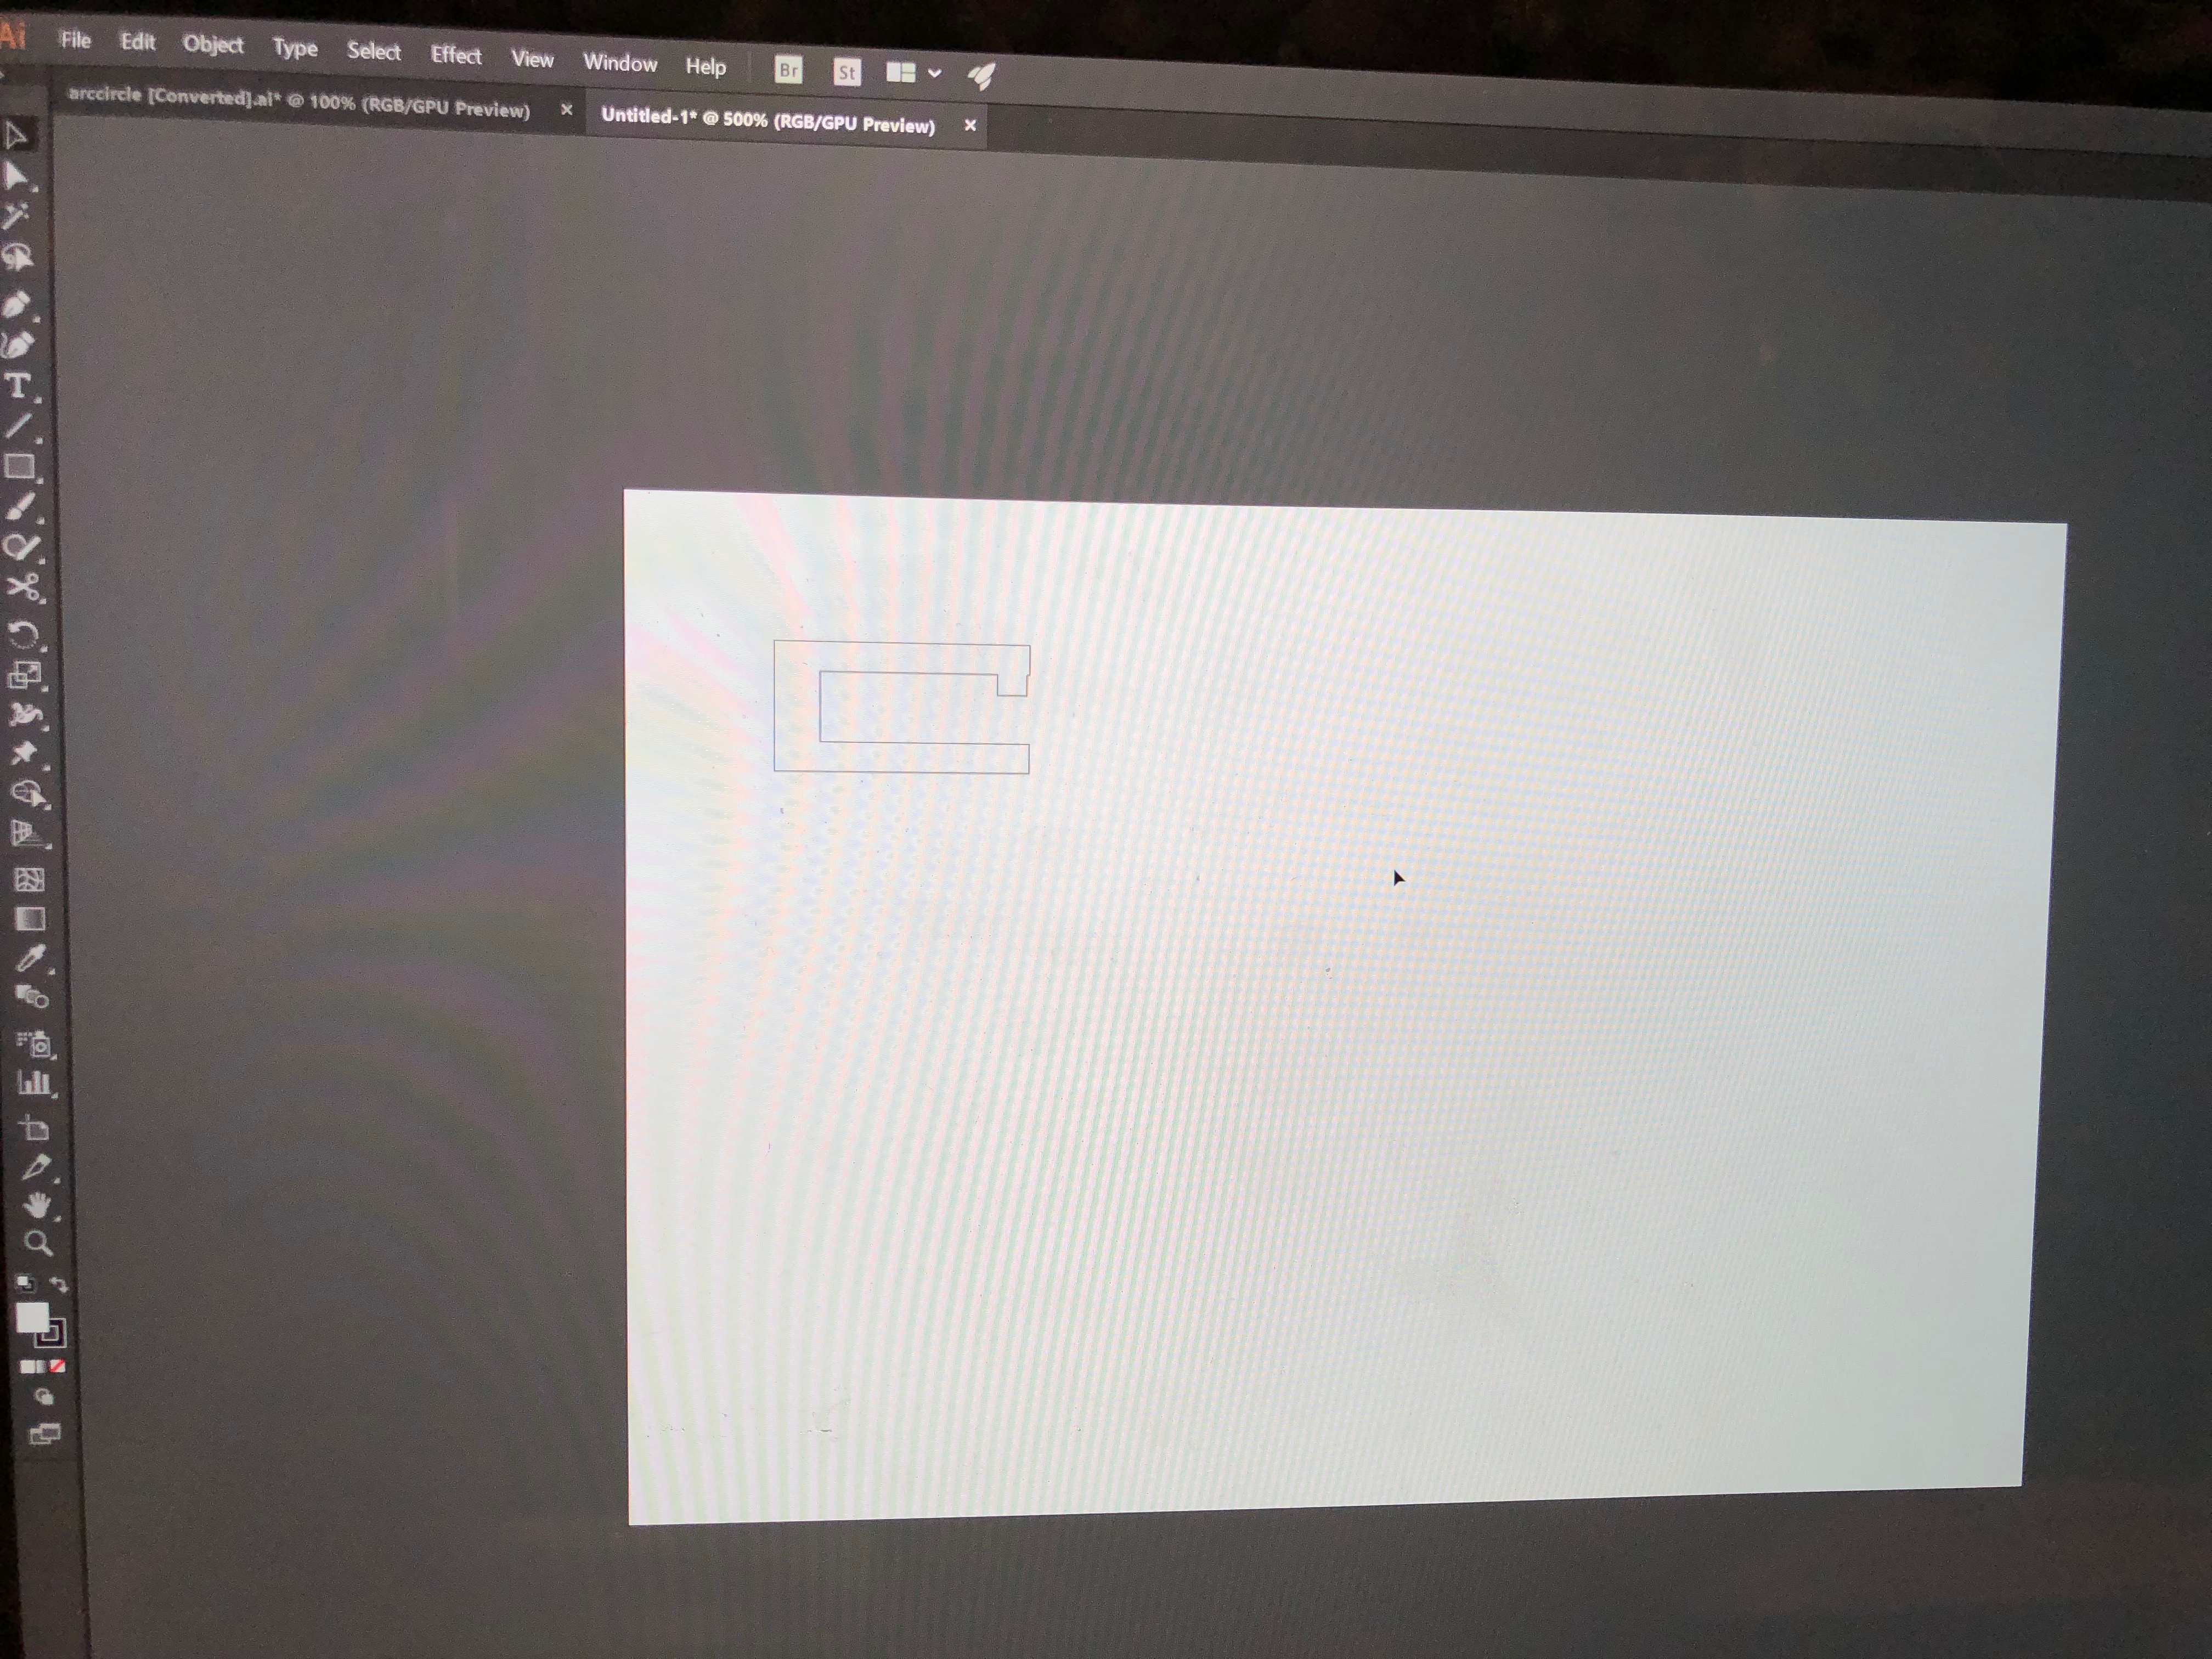 Ai File Edit Object Type Select Effect View Window Help Br St
arccircle [Converted].ai* @ 100% (RGB/GPU Preview) × Untitled-1* @ 500% (RGB/GPU Preview) ×
T